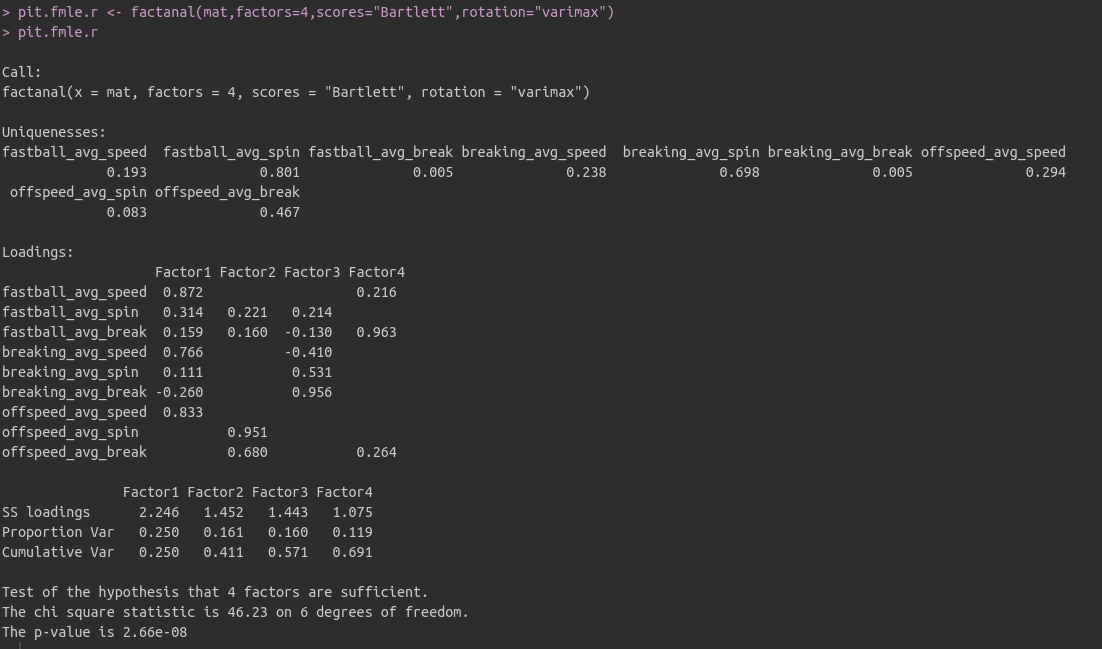 > pit.fmle.r <- factanal(mat,factors=4,scores="Bartlett",rotation="varimax")
> pit.fmle.r
Call:
factanal(x = mat, factors = 4, scores = "Bartlett", rotation = "varimax")
Uniquenesses:
fastball_avg_speed  fastball_avg_spin fastball_avg_break breaking_avg_speed  breaking_avg_spin breaking_avg_break offspeed_avg_speed
             0.193              0.801              0.005              0.238              0.698              0.005              0.294
 offspeed_avg_spin offspeed_avg_break
             0.083              0.467
Loadings:
                   Factor1 Factor2 Factor3 Factor4
fastball_avg_speed  0.872                   0.216
fastball_avg_spin   0.314   0.221   0.214
fastball_avg_break  0.159   0.160  -0.130   0.963
breaking_avg_speed  0.766          -0.410
breaking_avg_spin   0.111           0.531
breaking_avg_break -0.260           0.956
offspeed_avg_speed  0.833
offspeed_avg_spin           0.951
offspeed_avg_break          0.680           0.264
               Factor1 Factor2 Factor3 Factor4
SS loadings      2.246   1.452   1.443   1.075
Proportion Var   0.250   0.161   0.160   0.119
Cumulative Var   0.250   0.411   0.571   0.691
Test of the hypothesis that 4 factors are sufficient.
The chi square statistic is 46.23 on 6 degrees of freedom.
The p-value is 2.66e-08